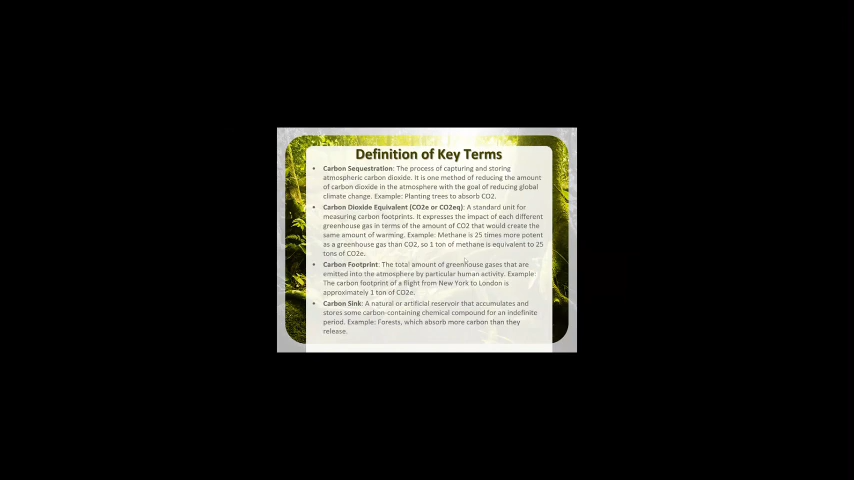 Definition of Key Terms
• Carbon Sequestration: The process of capturing and storing
atmospheric carbon dioxide. It is one method of reducing the amount
of carbon dioxide in the atmosphere with the goal of reducing global
climate change. Example: Planting trees to absorb CO2.
• Carbon Dioxide Equivalent (CO2e or CO2eq): A standard unit for
measuring carbon footprints. It expresses the impact of each different
greenhouse gas in terms of the amount of CO2 that would create the
same amount of warming. Example: Methane is 25 times more potent
as a greenhouse gas than CO2, so 1 ton of methane is equivalent to 25
tons of CO2e.
• Carbon Footprint: The total amount of greenhouse gases that are
emitted into the atmosphere by particular human activity. Example:
The carbon footprint of a flight from New York to London is
approximately 1 ton of CO2e.
• Carbon Sink: A natural or artificial reservoir that accumulates and
stores some carbon-containing chemical compound for an indefinite
period. Example: Forests, which absorb more carbon than they
release.